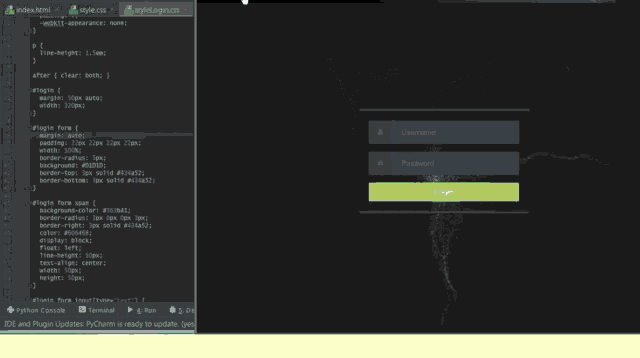 index.html style.css styleLogin.css
-webkit-appearance: none;
}
p {
line-height: 1.5em;
}
after { clear: both; }
#login {
margin: 50px auto;
width: 320px;
}
#login form {
margin: auto;
padding: 22px 22px 22px 22px;
width: 100%;
border-radius: 5px;
background:
border-top: 3px solid #434a52;
border-bottom: 3px solid #434a52;
}
#login form span {
background-color: #363b41;
border-radius: 3px 0px 0px 3px;
border-right: 3px solid #434a52;
color: #606468;
display: block;
float: left;
line-height: 50px;
text-align: center;
width: 50px;
height: 50px;
}
#login form input[type="text"] {
Python Console Terminal 4: Run 5: De
IDE and Plugin Updates: PyCharm is ready to update. (yes
Username
Password